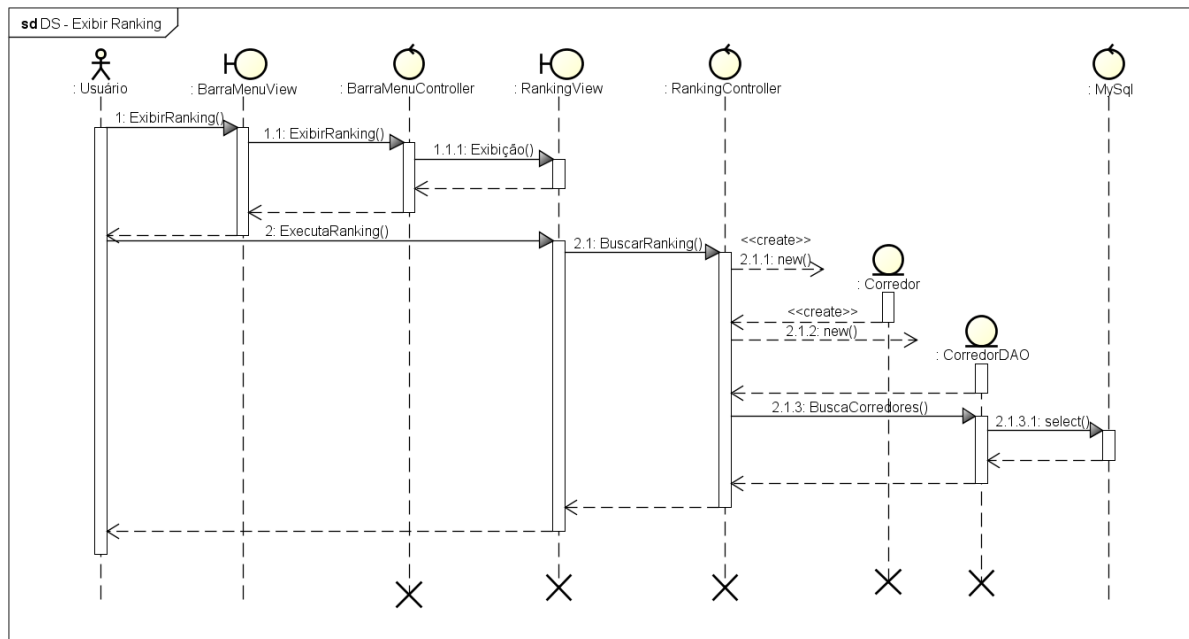 sd DS - Exibir Ranking
: Usuário
: BarraMenuView
: BarraMenuController
: RankingView
: RankingController
: MySql
1: ExibirRanking()
1.1: ExibirRanking()
1.1.1: Exibição()
2: ExecutaRanking()
2.1: BuscarRanking()
<<create>>
2.1.1: new()
: Corredor
<<create>>
2.1.2: new()
: CorredorDAO
2.1.3: BuscaCorredores()
2.1.3.1: select()